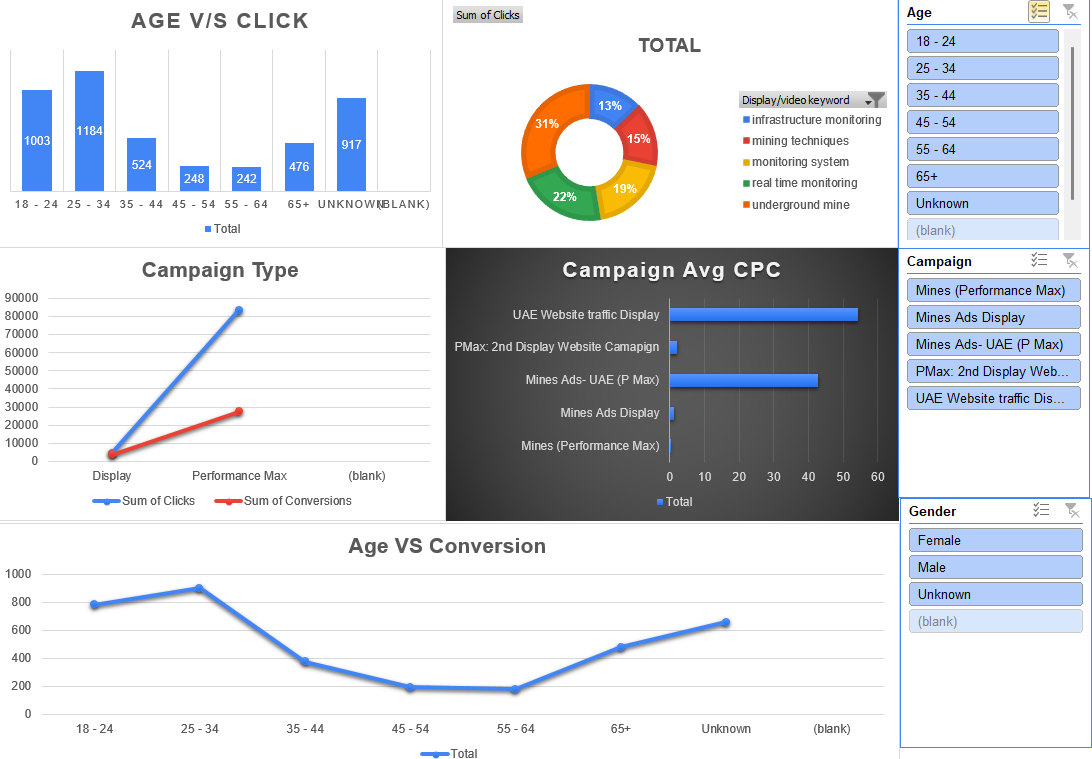 AGE V/S CLICK
1003
1184
524
248
242
476
917
18 - 24
25 - 34
35 - 44
45 - 54
55 - 64
65+
UNKNOWN
(BLANK)
Total
Sum of Clicks
TOTAL
13%
15%
19%
22%
31%
Display/video keyword
infrastructure monitoring
mining techniques
monitoring system
real time monitoring
underground mine
Age
18 - 24
25 - 34
35 - 44
45 - 54
55 - 64
65+
Unknown
(blank)
Campaign Type
90000
80000
70000
60000
50000
40000
30000
20000
10000
0
Display
Performance Max
(blank)
Sum of Clicks
Sum of Conversions
Campaign Avg CPC
UAE Website traffic Display
PMax: 2nd Display Website Camapign
Mines Ads- UAE (P Max)
Mines Ads Display
Mines (Performance Max)
0
10
20
30
40
50
60
Total
Campaign
Mines (Performance Max)
Mines Ads Display
Mines Ads- UAE (P Max)
PMax: 2nd Display Web...
UAE Website traffic Dis...
Age VS Conversion
1000
800
600
400
200
0
18 - 24
25 - 34
35 - 44
45 - 54
55 - 64
65+
Unknown
(blank)
Total
Gender
Female
Male
Unknown
(blank)